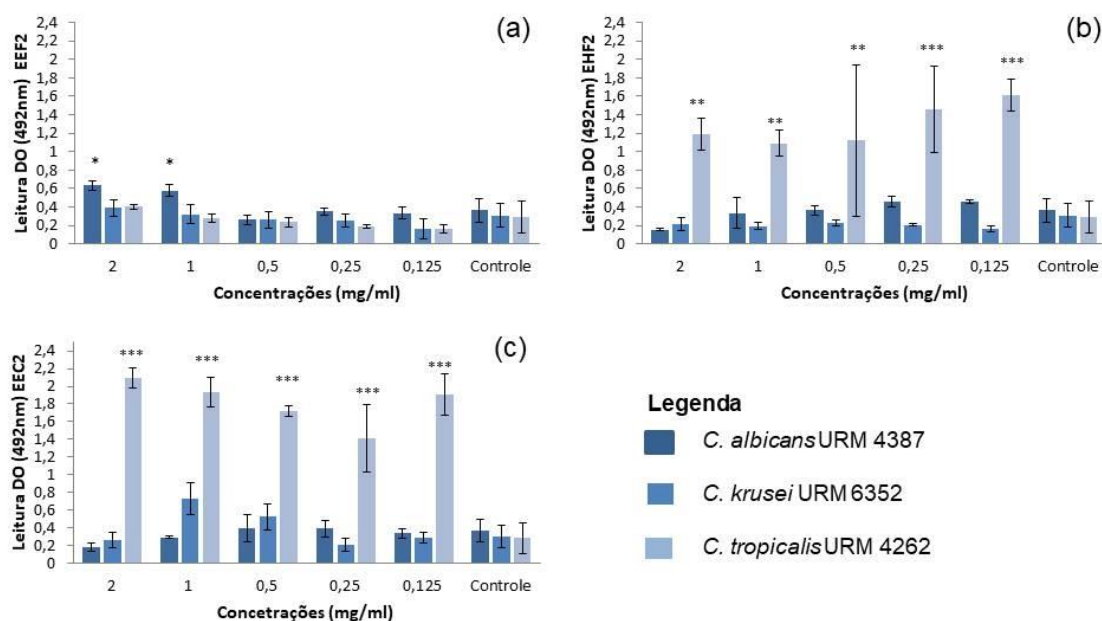 (a)
Leitura DO (492nm) EEF2
2,4
2,2
2
1,8
1,6
1,4
1,2
1
0,8
0,6
0,4
0,2
0
* *
2 1 0,5 0,25 0,125 Controle
Concentrações (mg/ml)
(b)
Leitura DO (492nm) EHF2
2,4
2,2
2
1,8
1,6
1,4
1,2
1
0,8
0,6
0,4
0,2
0
** ** ** *** ***
2 1 0,5 0,25 0,125 Controle
Concentrações (mg/ml)
(c)
Leitura DO (492nm) EEC2
2,4
2,2
2
1,8
1,6
1,4
1,2
1
0,8
0,6
0,4
0,2
0
*** *** *** *** ***
2 1 0,5 0,25 0,125 Controle
Concetrações (mg/ml)
Legenda
C. albicans URM 4387
C. krusei URM 6352
C. tropicalis URM 4262